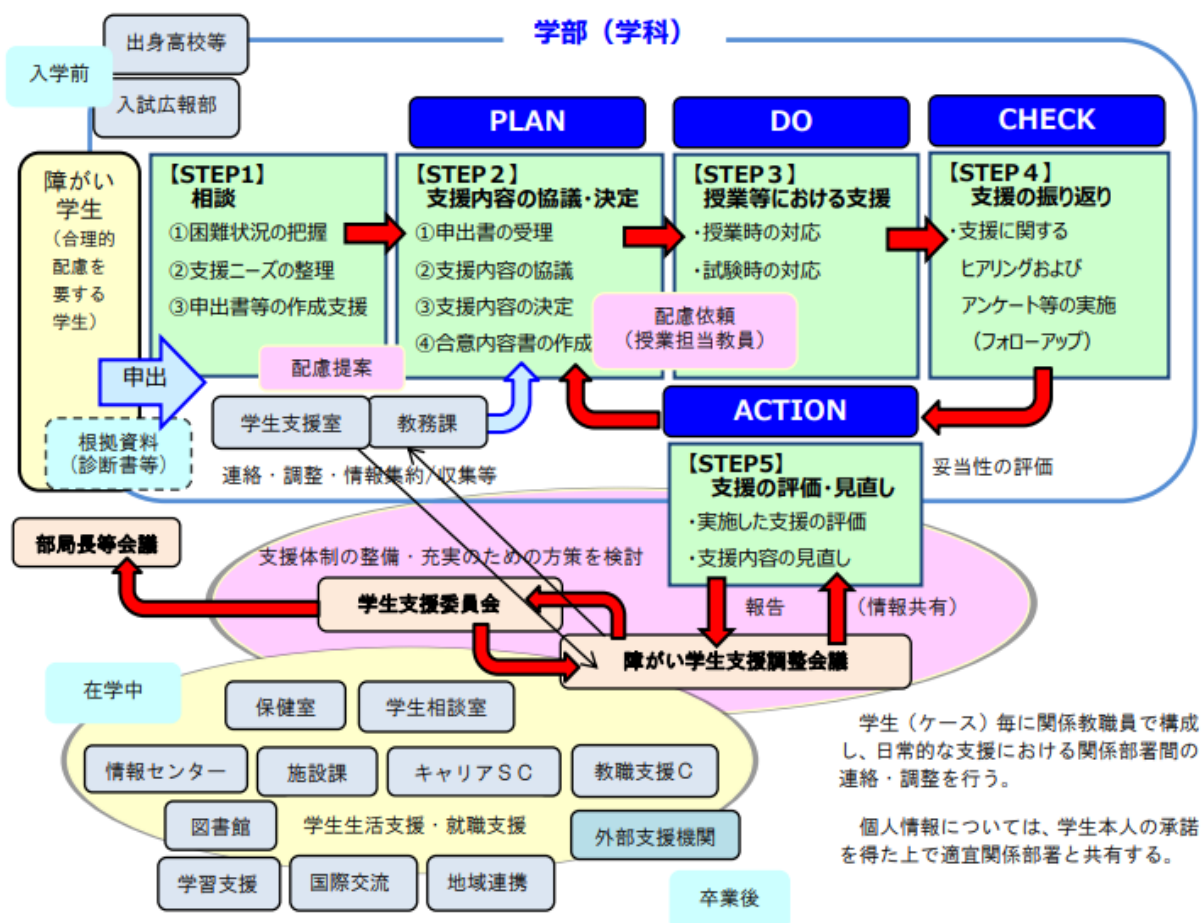 学部（学科）
出身高校等
入学前
入試広報部
PLAN
DO
CHECK
障がい
学生
（合理的
配慮を
要する
学生）
【STEP1】
相談
①困難状況の把握
②支援ニーズの整理
③申出書等の作成支援
【STEP２】
支援内容の協議・決定
①申出書の受理
②支援内容の協議
③支援内容の決定
④合意内容書の作成
【STEP３】
授業等における支援
・授業時の対応
・試験時の対応
【STEP４】
支援の振り返り
・支援に関する
ヒアリングおよび
アンケート等の実施
（フォローアップ）
配慮依頼
（授業担当教員）
配慮提案
申出
学生支援室
教務課
ACTION
根拠資料
（診断書等）
連絡・調整・情報集約/収集等
【STEP5】
支援の評価・見直し
・実施した支援の評価
・支援内容の見直し
妥当性の評価
部局長等会議
支援体制の整備・充実のための方策を検討
学生支援委員会
報告
（情報共有）
障がい学生支援調整会議
在学中
保健室
学生相談室
情報センター
施設課
キャリアＳＣ
教職支援Ｃ
図書館
学生生活支援・就職支援
外部支援機関
学習支援
国際交流
地域連携
卒業後
学生（ケース）毎に関係教職員で構成
し、日常的な支援における関係部署間の
連絡・調整を行う。
個人情報については、学生本人の承諾
を得た上で適宜関係部署と共有する。